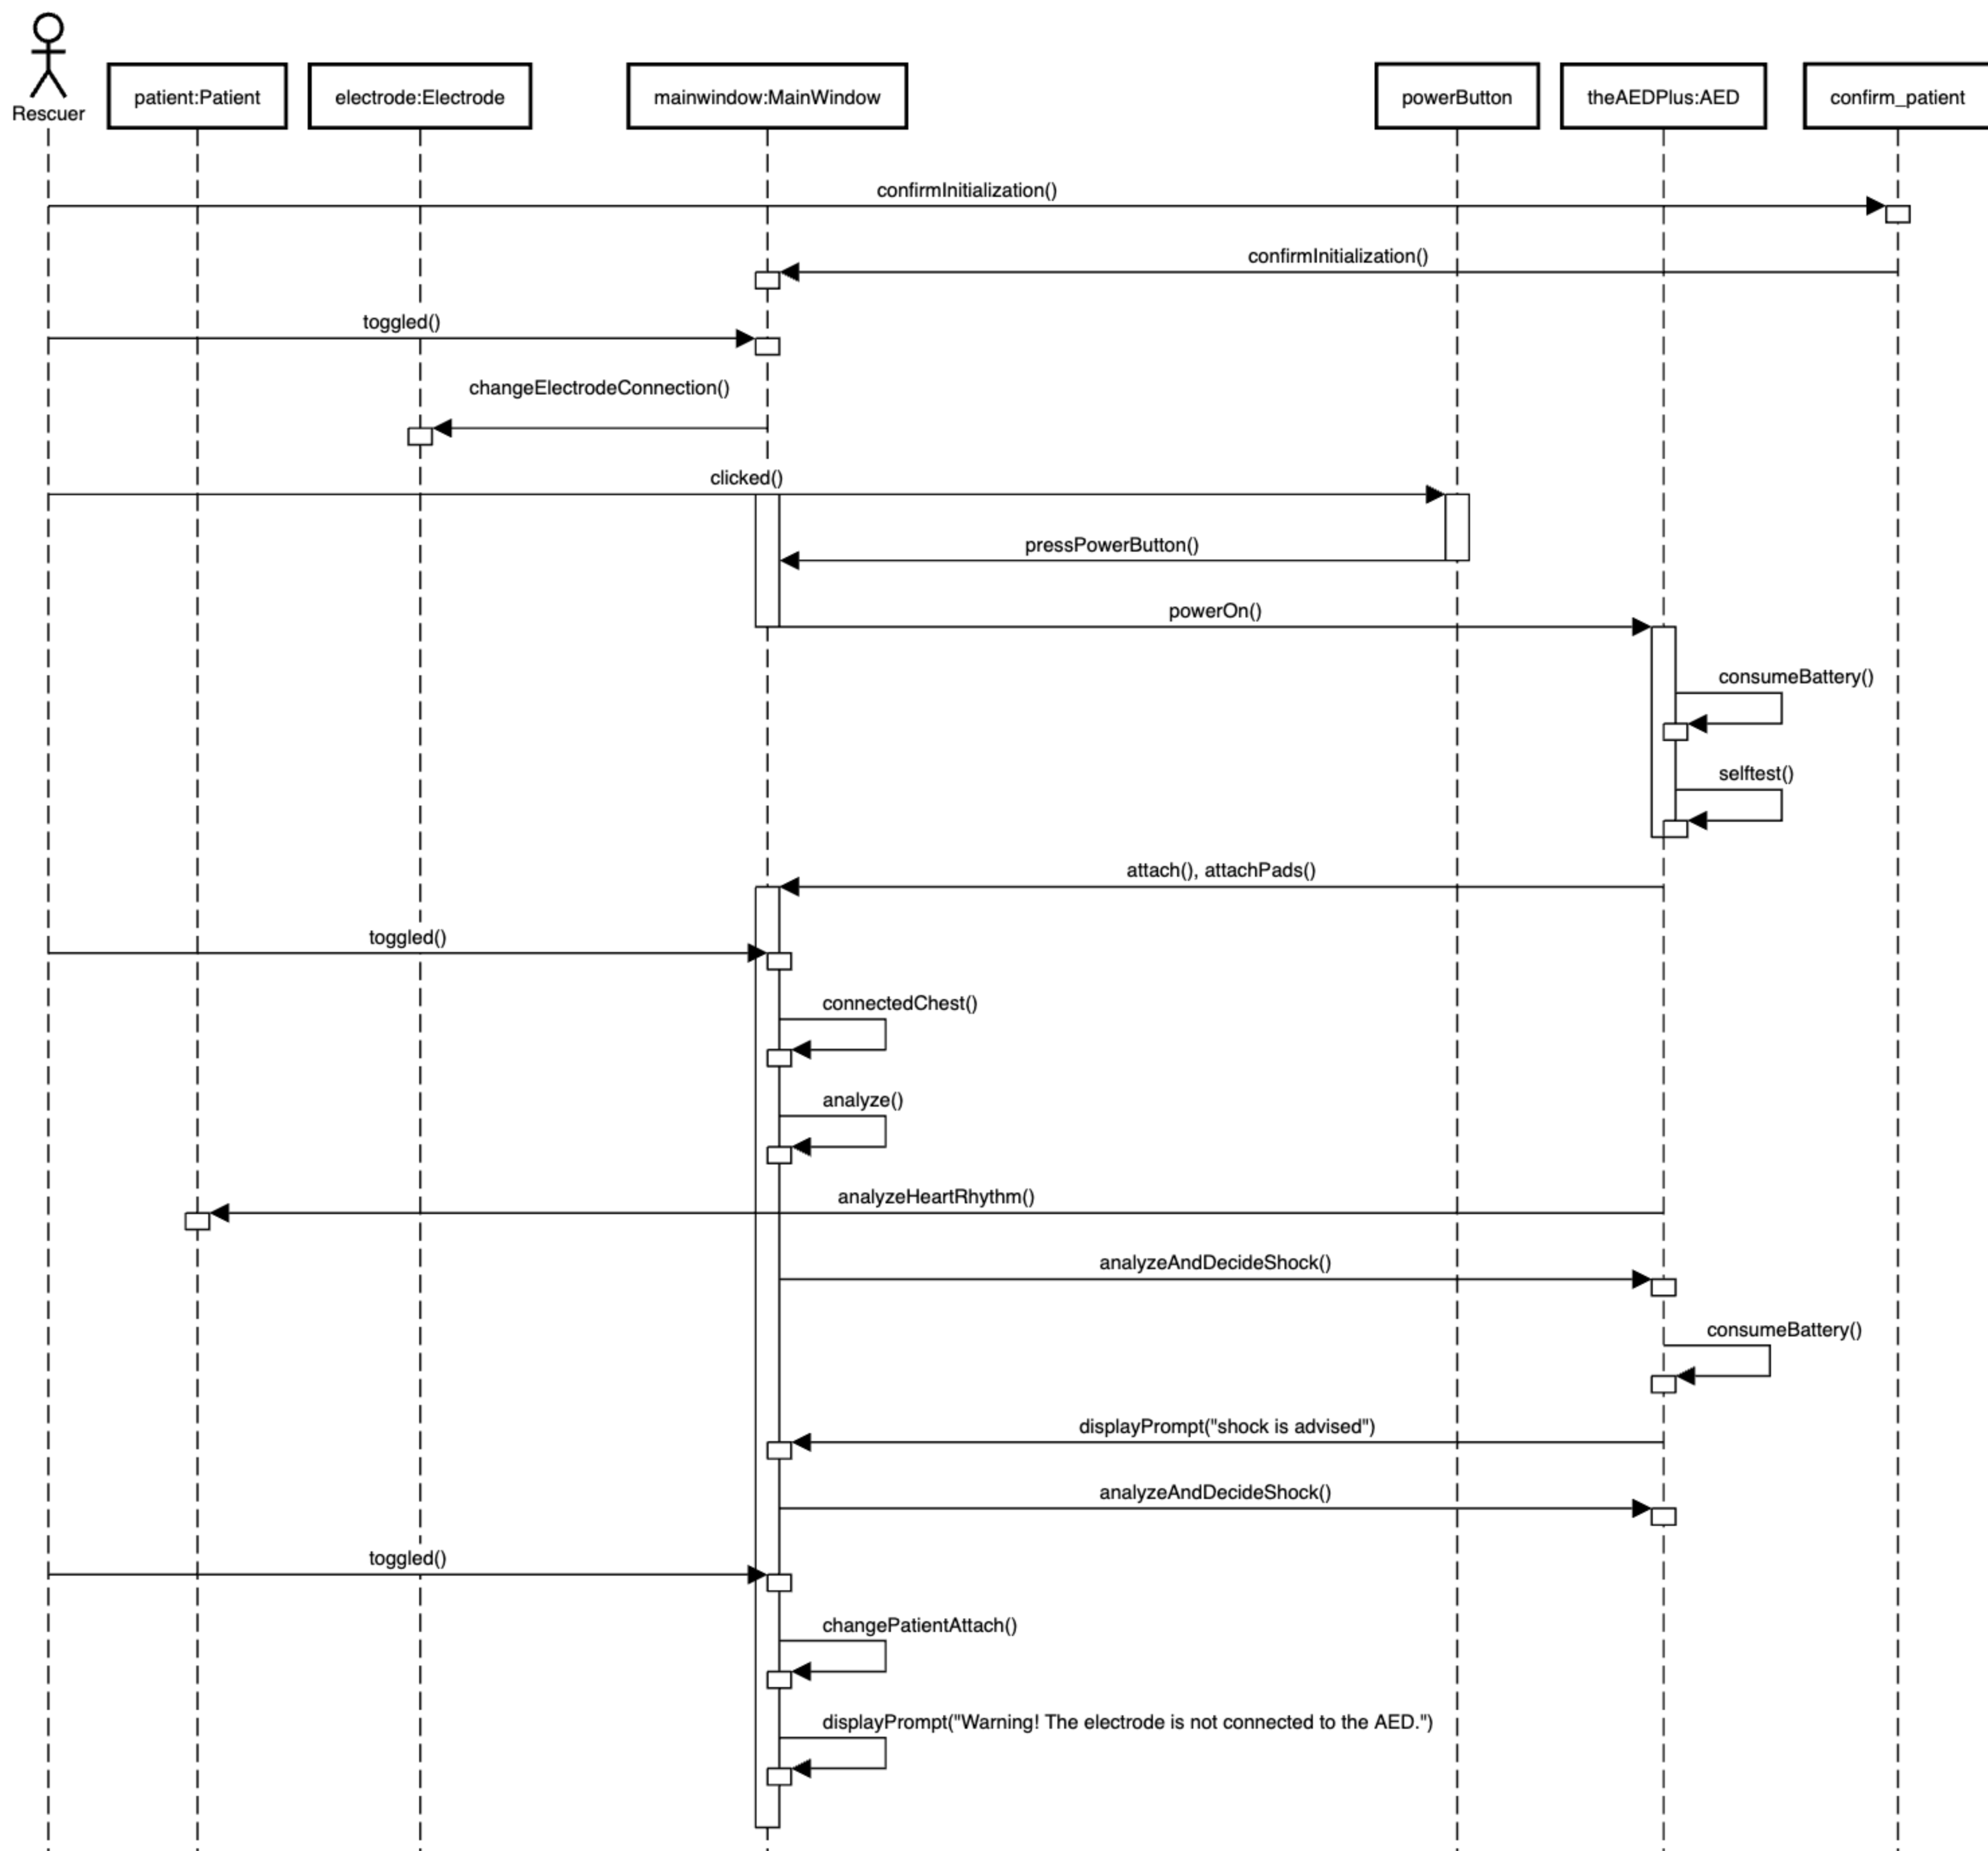 Rescuer
patient:Patient
electrode:Electrode
mainwindow:MainWindow
powerButton
theAEDPlus:AED
confirm_patient
confirmInitialization()
confirmInitialization()
toggled()
changeElectrodeConnection()
clicked()
pressPowerButton()
powerOn()
consumeBattery()
selftest()
attach(), attachPads()
toggled()
connectedChest()
analyze()
analyzeHeartRhythm()
analyzeAndDecideShock()
consumeBattery()
displayPrompt("shock is advised")
analyzeAndDecideShock()
toggled()
changePatientAttach()
displayPrompt("Warning! The electrode is not connected to the AED.")